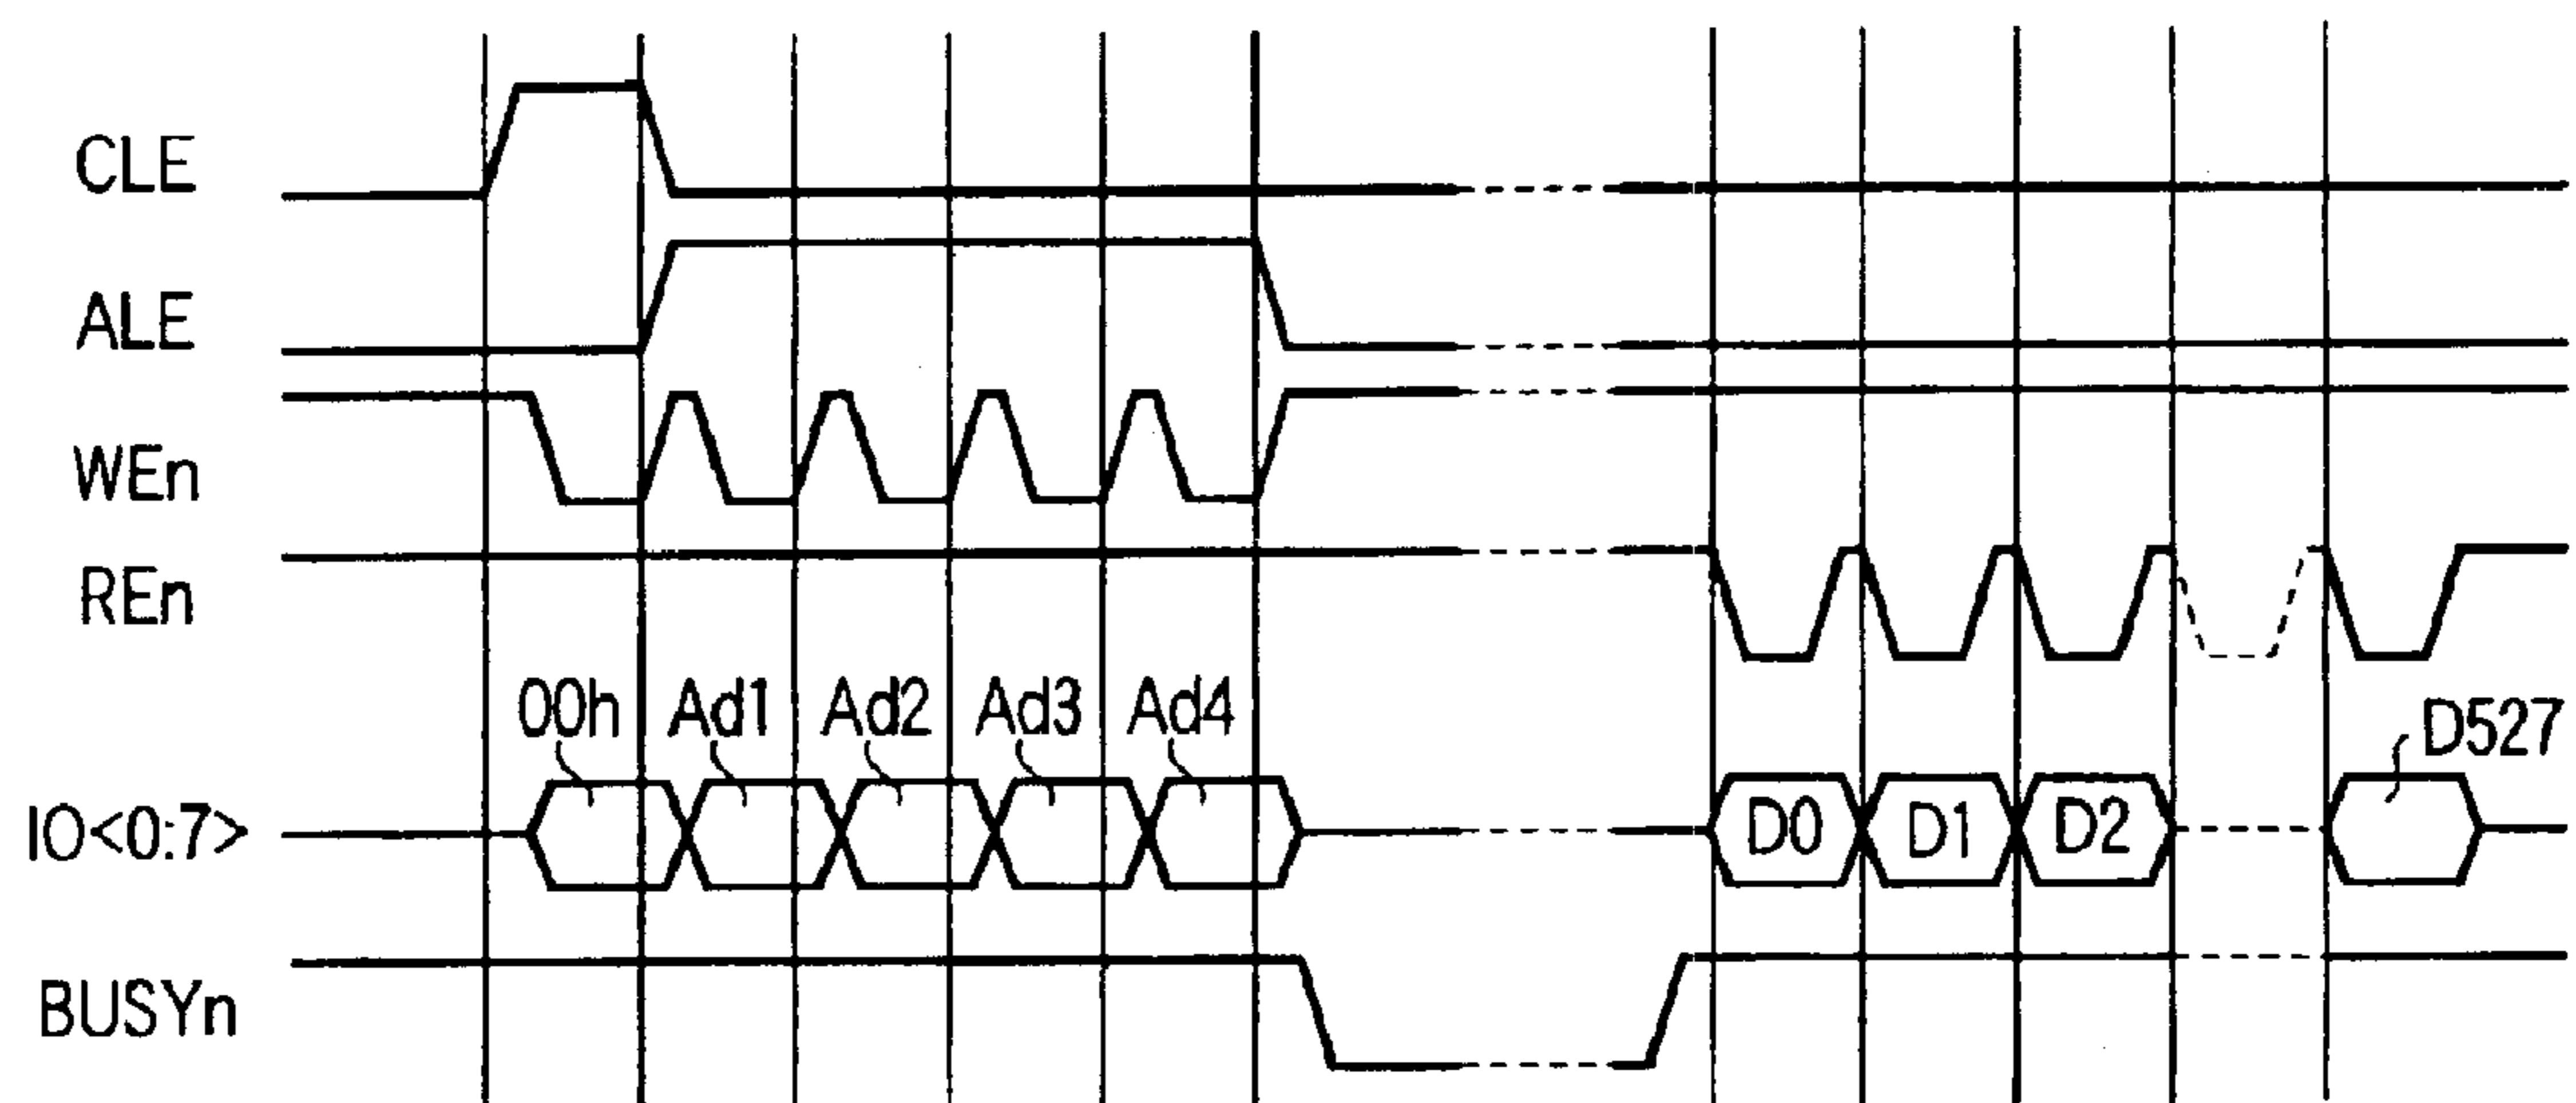 CLE
ALE
WEn
REn
00h Ad1 Ad2 Ad3 Ad4 D527
IO<0:7> D0 D1 D2
BUSYn